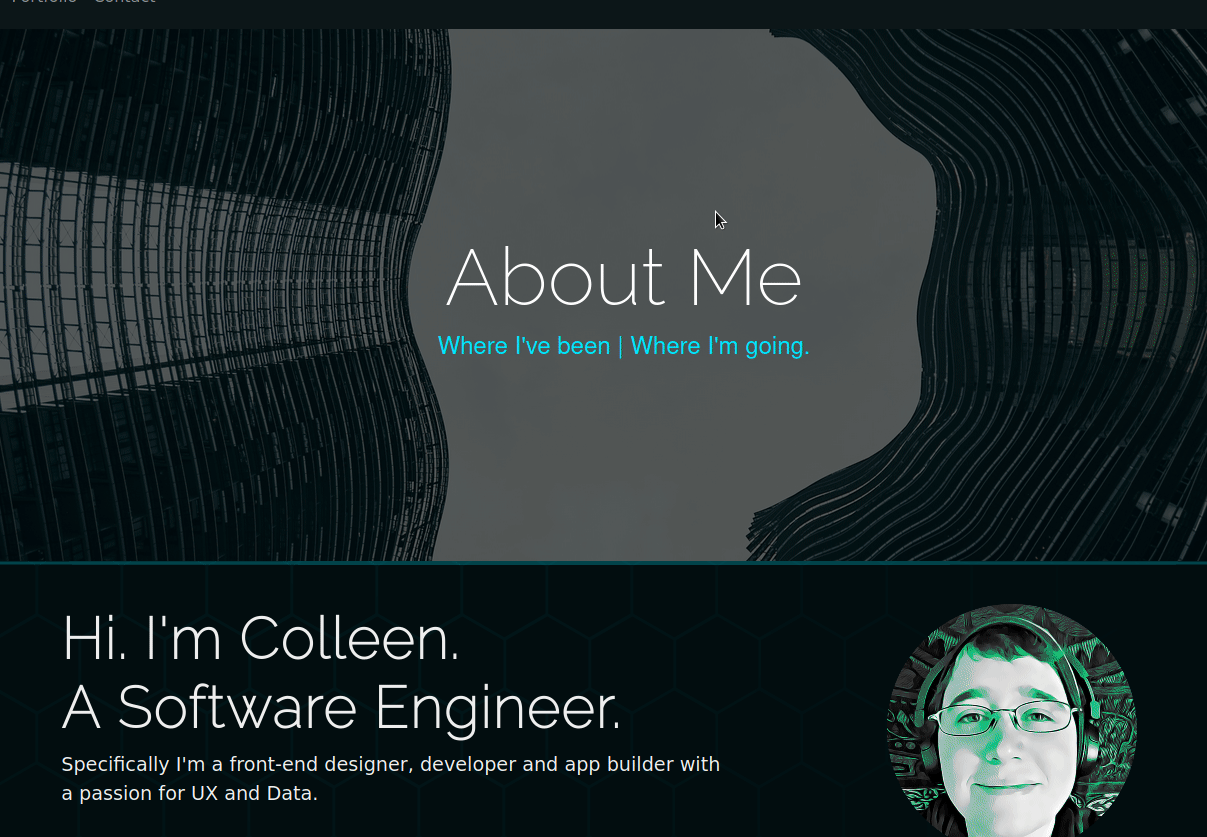 Portfolio Contact
About Me
Where I've been | Where I'm going.
Hi. I'm Colleen.
A Software Engineer.
Specifically I'm a front-end designer, developer and app builder with
a passion for UX and Data.